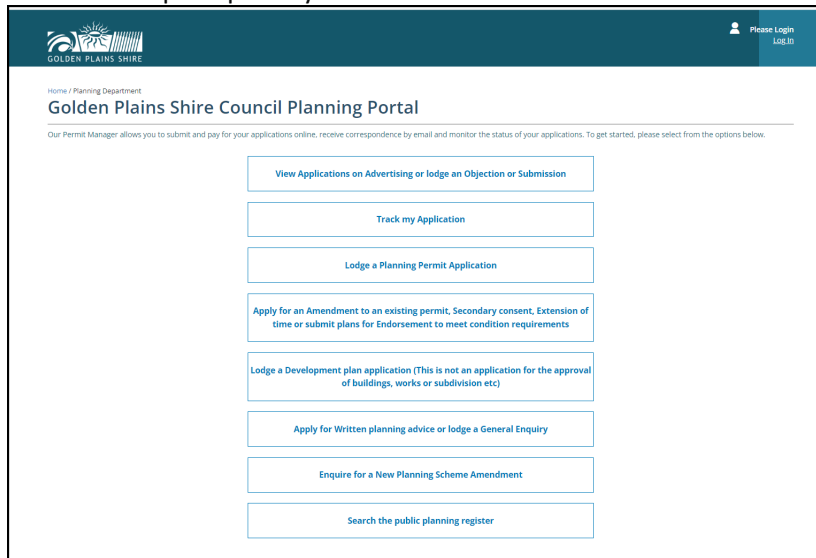 GOLDEN PLAINS SHIRE
Please Login
Log In
Home / Planning Department
Golden Plains Shire Council Planning Portal
Our Permit Manager allows you to submit and pay for your applications online, receive correspondence by email and monitor the status of your applications. To get started, please select from the options below.
View Applications on Advertising or lodge an Objection or Submission
Track my Application
Lodge a Planning Permit Application
Apply for an Amendment to an existing permit, Secondary consent, Extension of
time or submit plans for Endorsement to meet condition requirements
Lodge a Development plan application (This is not an application for the approval
of buildings, works or subdivision etc)
Apply for Written planning advice or lodge a General Enquiry
Enquire for a New Planning Scheme Amendment
Search the public planning register